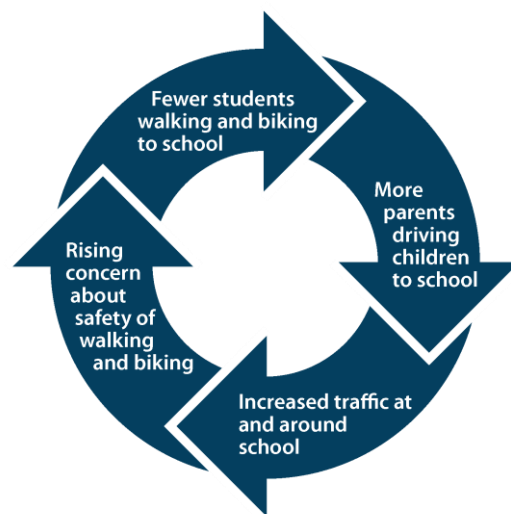 Fewer students
walking and biking
to school
More
parents
driving
children
to school
Increased traffic at
and around
school
Rising
concern
about
safety of
walking
and biking